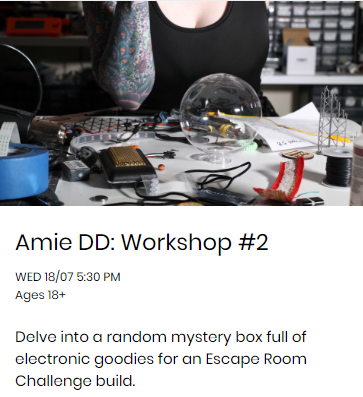 Amie DD: Workshop #2
WED 18/07 5:30 PM
Ages 18+
Delve into a random mystery box full of
electronic goodies for an Escape Room
Challenge build.